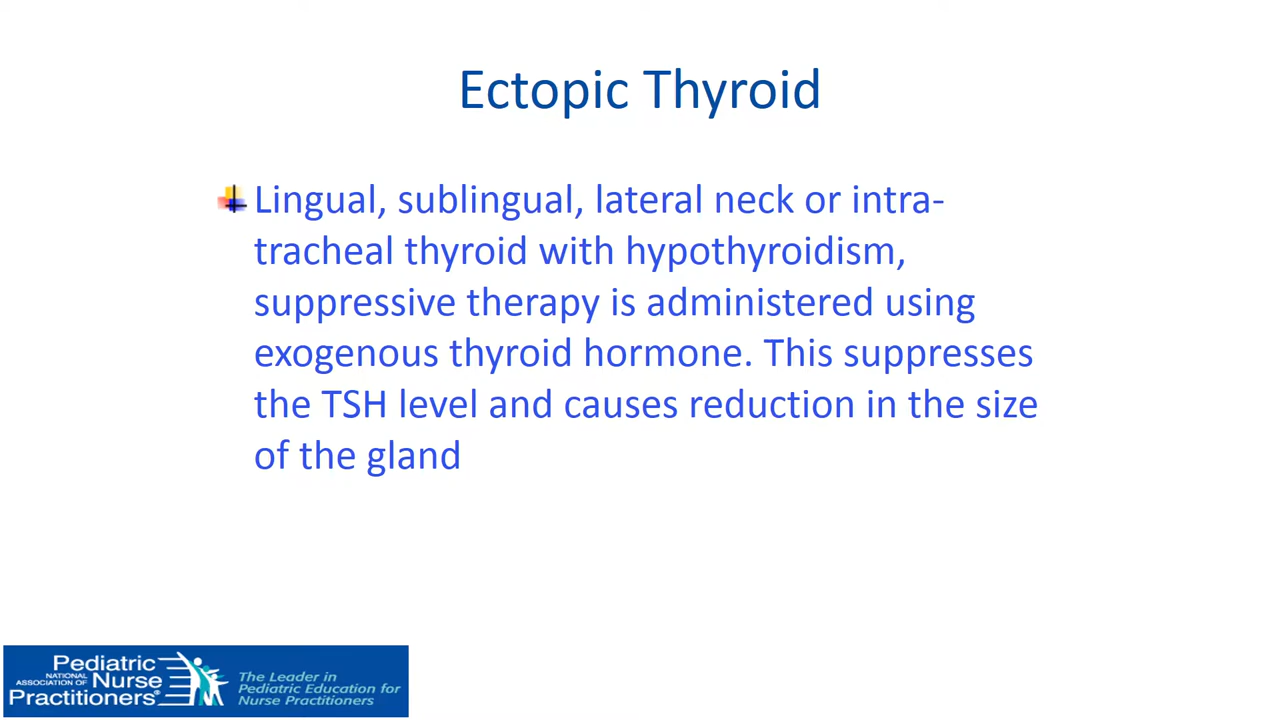 Ectopic Thyroid
Lingual, sublingual, lateral neck or intra-
tracheal thyroid with hypothyroidism,
suppressive therapy is administered using
exogenous thyroid hormone. This suppresses
the TSH level and causes reduction in the size
of the gland
Pediatric
NATIONAL
ASSOCIATION OF
Nurse
Practitioners®
The Leader in
Pediatric Education for
Nurse Practitioners